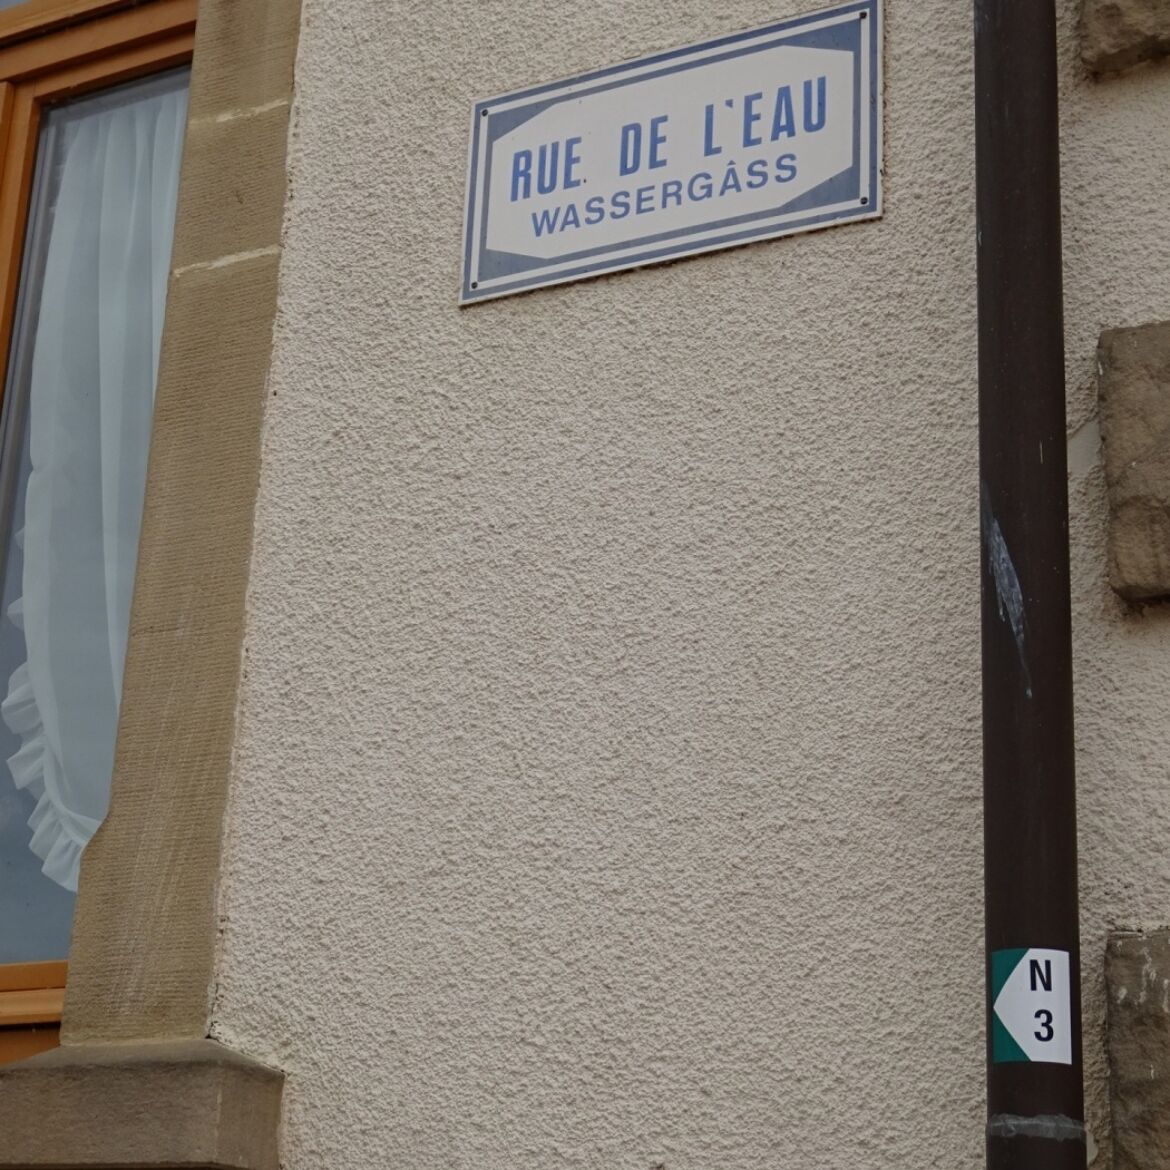 RUE DE L'EAU
WASSERGÂSS
N
3